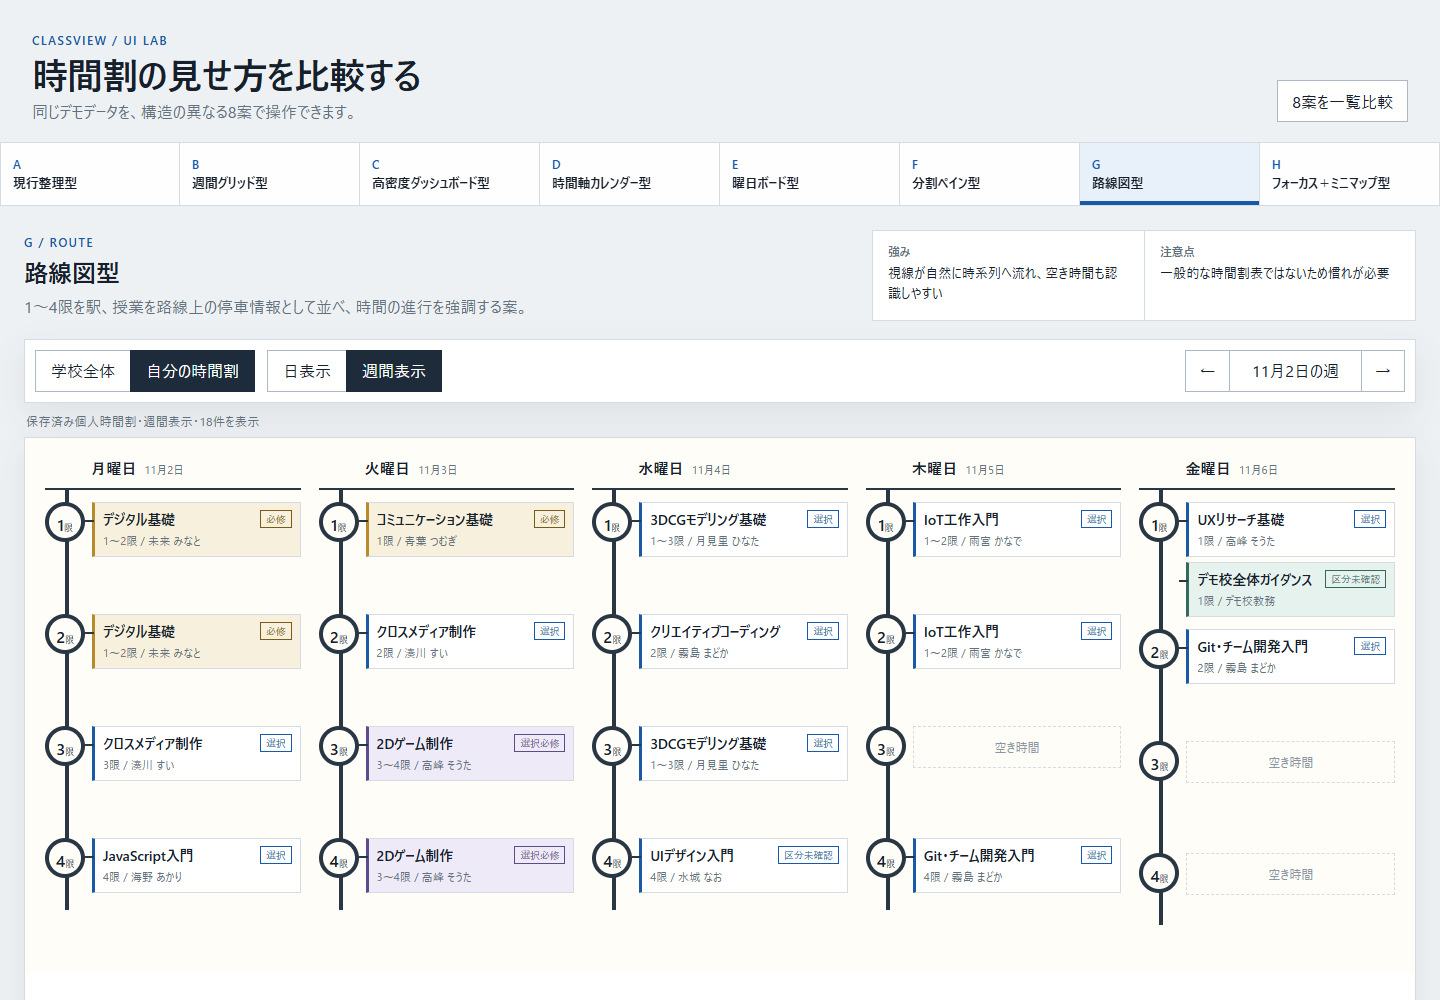 CLASSVIEW / UI LAB
時間割の見せ方を比較する
同じデモデータを、構造の異なる8案で操作できます。
8案を一覧比較
A
現行整理型
B
週間グリッド型
C
高密度ダッシュボード型
D
時間軸カレンダー型
E
曜日ボード型
F
分割ペイン型
G
路線図型
H
フォーカス＋ミニマップ型
G / ROUTE
路線図型
1〜4限を駅、授業を路線上の停車情報として並べ、時間の進行を強調する案。
強み
視線が自然に時系列へ流れ、空き時間も認
識しやすい
注意点
一般的な時間割表ではないため慣れが必要
学校全体
自分の時間割
日表示
週間表示
←
11月2日の週
→
保存済み個人時間割・週間表示・18件を表示
月曜日 11月2日
1限
デジタル基礎
必修
1〜2限 / 未来 みなと
2限
デジタル基礎
必修
1〜2限 / 未来 みなと
3限
クロスメディア制作
選択
3限 / 湊川 すい
4限
JavaScript入門
選択
4限 / 海野 あかり
火曜日 11月3日
1限
コミュニケーション基礎
必修
1限 / 青葉 つむぎ
2限
クロスメディア制作
選択
2限 / 湊川 すい
3限
2Dゲーム制作
選択必修
3〜4限 / 高峰 そうた
4限
2Dゲーム制作
選択必修
3〜4限 / 高峰 そうた
水曜日 11月4日
1限
3DCGモデリング基礎
選択
1〜3限 / 月見里 ひなた
2限
クリエイティブコーディング
2限 / 霧島 まどか
3限
3DCGモデリング基礎
選択
1〜3限 / 月見里 ひなた
4限
UIデザイン入門
区分未確認
4限 / 水城 なお
木曜日 11月5日
1限
IoT工作入門
選択
1〜2限 / 雨宮 かなで
2限
IoT工作入門
選択
1〜2限 / 雨宮 かなで
3限
空き時間
4限
Git・チーム開発入門
選択
4限 / 霧島 まどか
金曜日 11月6日
1限
UXリサーチ基礎
選択
1限 / 高峰 そうた
デモ校全体ガイダンス
区分未確認
1限 / デモ校教務
2限
Git・チーム開発入門
選択
2限 / 霧島 まどか
3限
空き時間
4限
空き時間